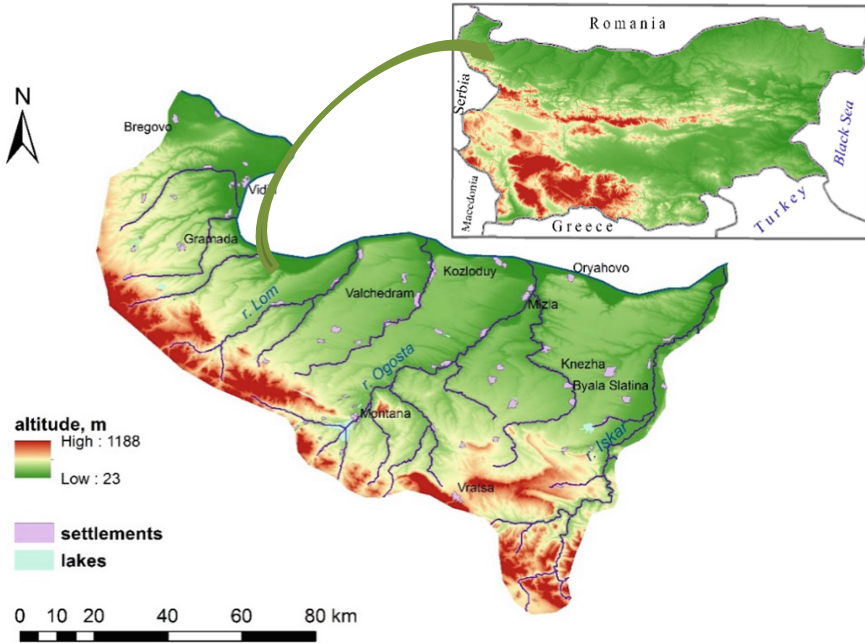 Romania
Serbia
Black Sea
Macedonia
Turkey
Greece
N
Bregovo
Vidin
Gramada
r. Lom
Valchedram
Kozloduy
Oryahovo
Mizia
r. Ogosta
Knezha
Byala Slatina
Montana
r. Iskar
Vratsa
altitude, m
High : 1188
Low : 23
settlements
lakes
0 10 20 40 60 80 km